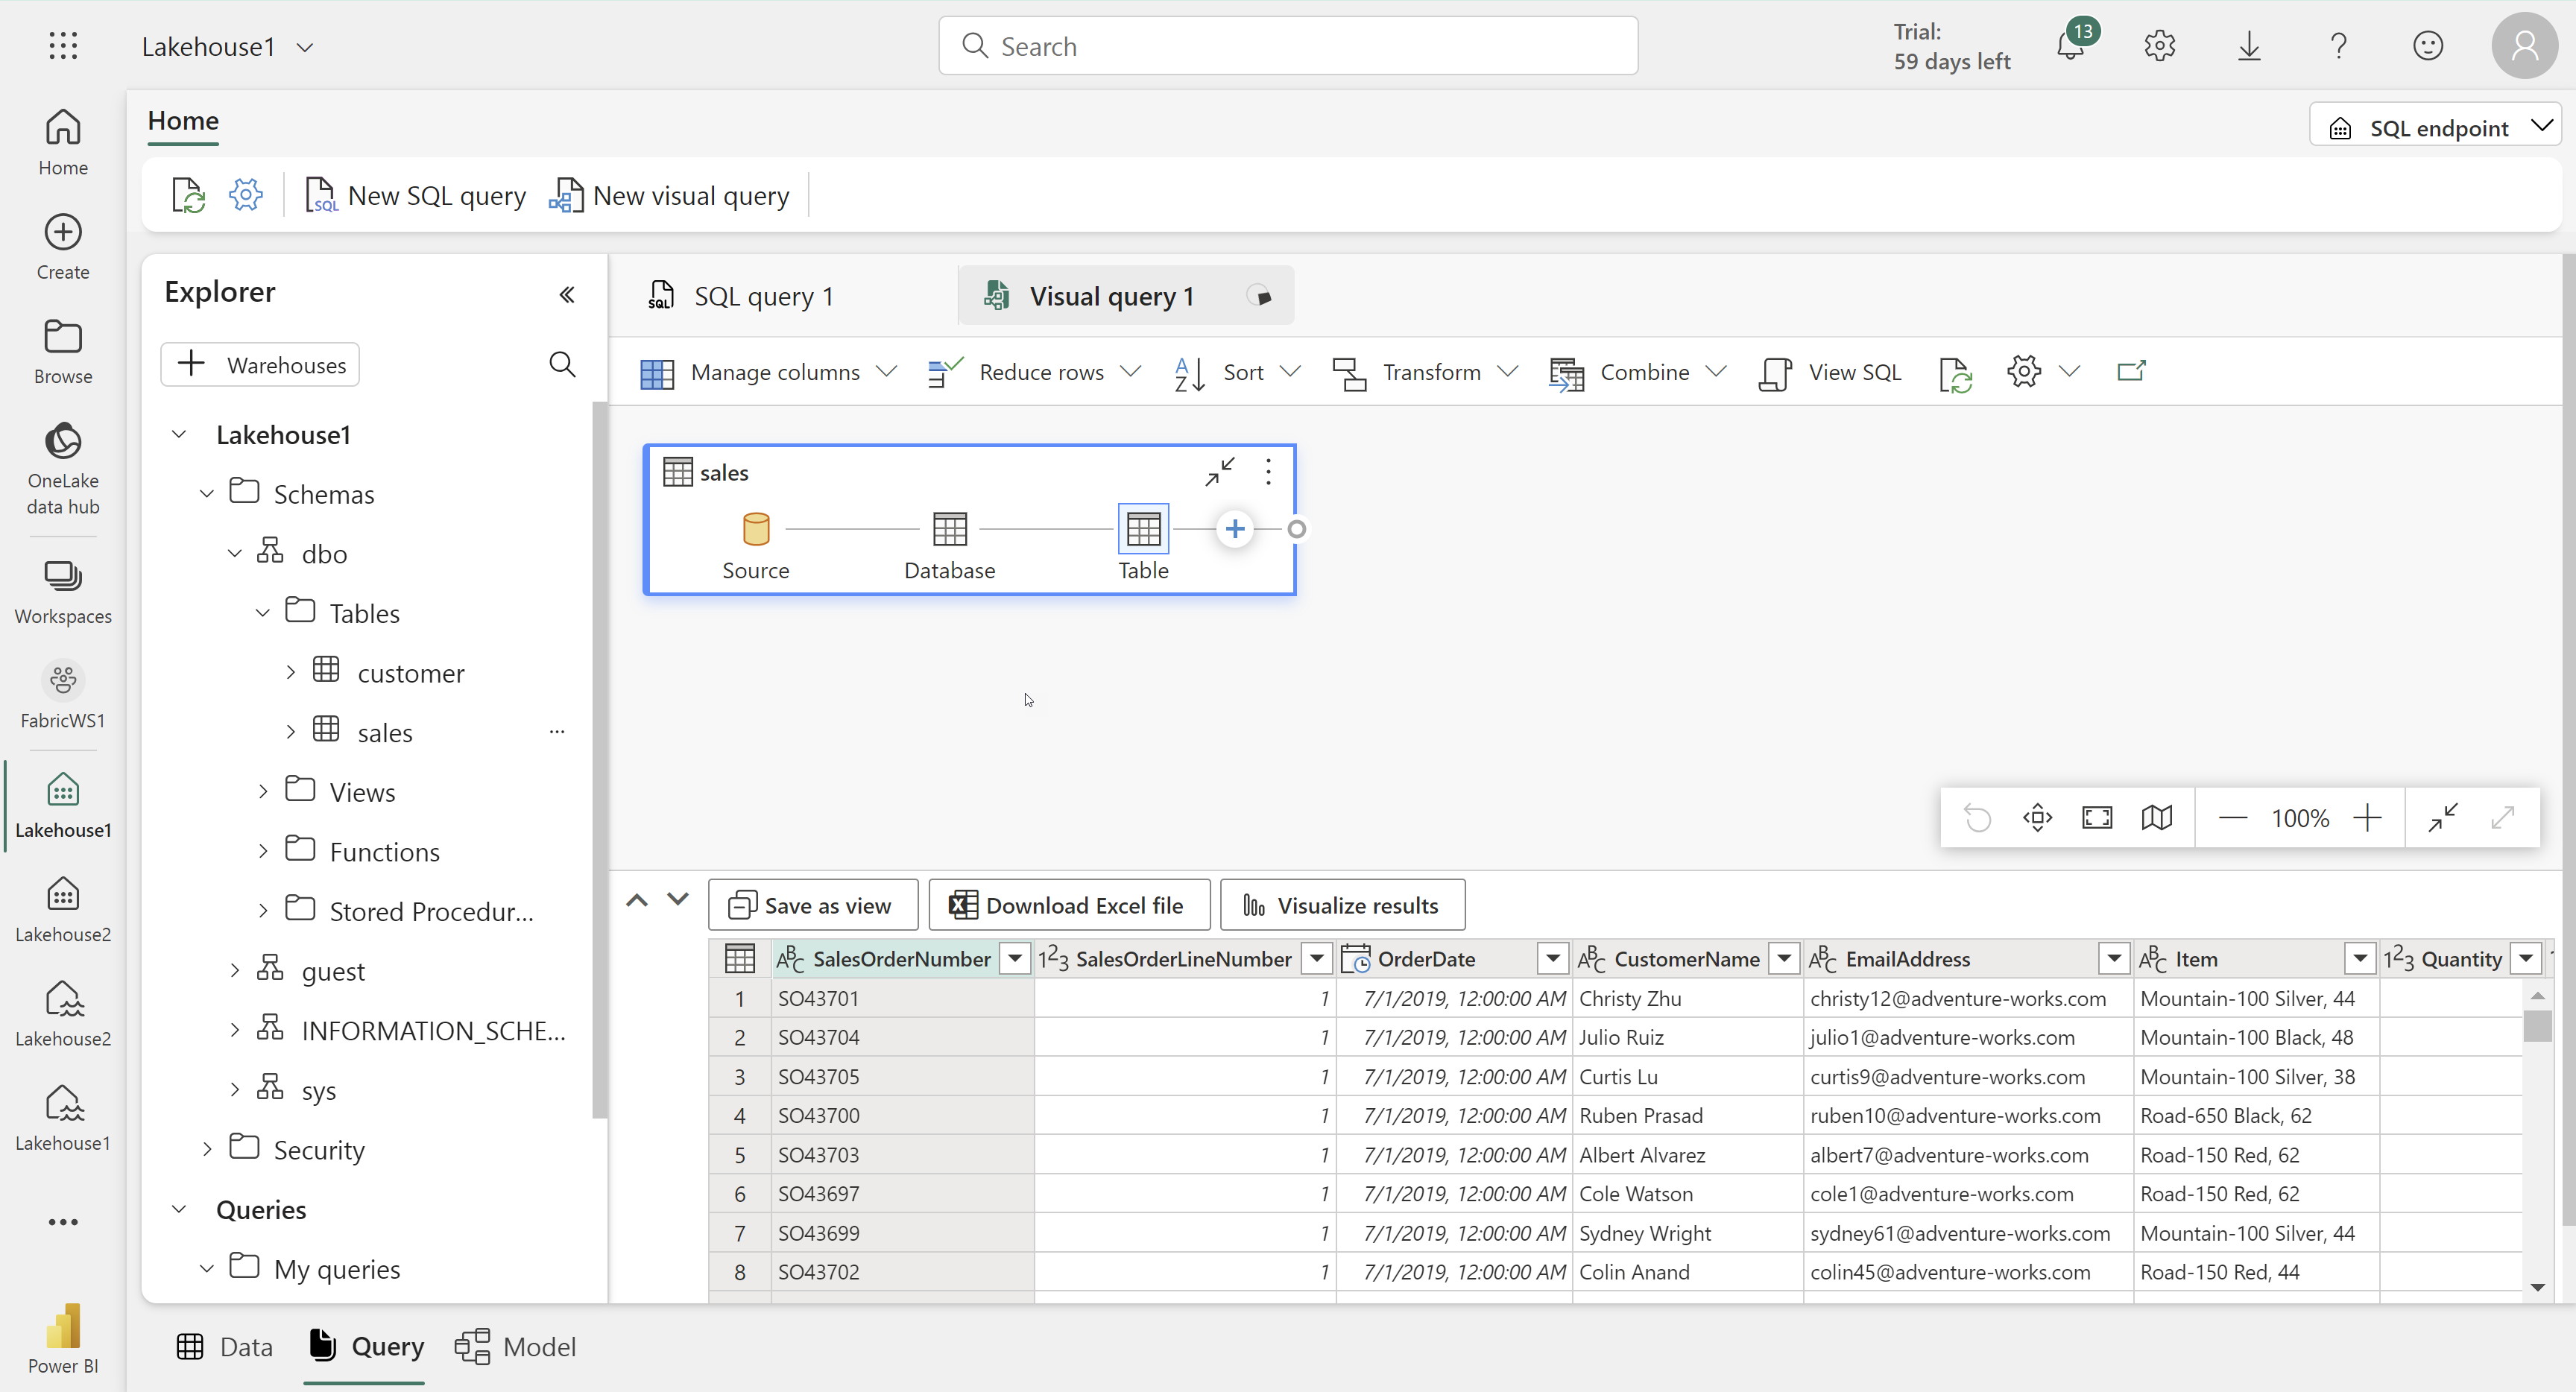 Lakehouse1
Search
Trial:
59 days left
13
Home
SQL endpoint
New SQL query
New visual query
Home
Create
Browse
OneLake
data hub
Workspaces
FabricWS1
Lakehouse1
Lakehouse2
Lakehouse2
Lakehouse1
Power BI
Explorer
Warehouses
Lakehouse1
Schemas
dbo
Tables
customer
sales
Views
Functions
Stored Procedur...
guest
INFORMATION_SCHE...
sys
Security
Queries
My queries
SQL query 1
Visual query 1
Manage columns
Reduce rows
Sort
Transform
Combine
View SQL
sales
Source
Database
Table
100%
Save as view
Download Excel file
Visualize results
SalesOrderNumber SalesOrderLineNumber OrderDate CustomerName EmailAddress Item Quantity
1 SO43701 1 7/1/2019, 12:00:00 AM Christy Zhu christy12@adventure-works.com Mountain-100 Silver, 44
2 SO43704 1 7/1/2019, 12:00:00 AM Julio Ruiz julio1@adventure-works.com Mountain-100 Black, 48
3 SO43705 1 7/1/2019, 12:00:00 AM Curtis Lu curtis9@adventure-works.com Mountain-100 Silver, 38
4 SO43700 1 7/1/2019, 12:00:00 AM Ruben Prasad ruben10@adventure-works.com Road-650 Black, 62
5 SO43703 1 7/1/2019, 12:00:00 AM Albert Alvarez albert7@adventure-works.com Road-150 Red, 62
6 SO43697 1 7/1/2019, 12:00:00 AM Cole Watson cole1@adventure-works.com Road-150 Red, 62
7 SO43699 1 7/1/2019, 12:00:00 AM Sydney Wright sydney61@adventure-works.com Mountain-100 Silver, 44
8 SO43702 1 7/1/2019, 12:00:00 AM Colin Anand colin45@adventure-works.com Road-150 Red, 44
Data
Query
Model